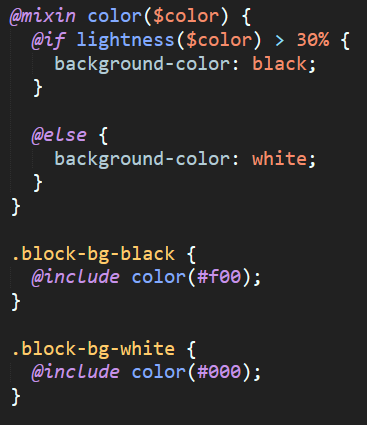 @mixin color($color) {
  @if lightness($color) > 30% {
    background-color: black;
  }

  @else {
    background-color: white;
  }
}

.block-bg-black {
  @include color(#f00);
}

.block-bg-white {
  @include color(#000);
}